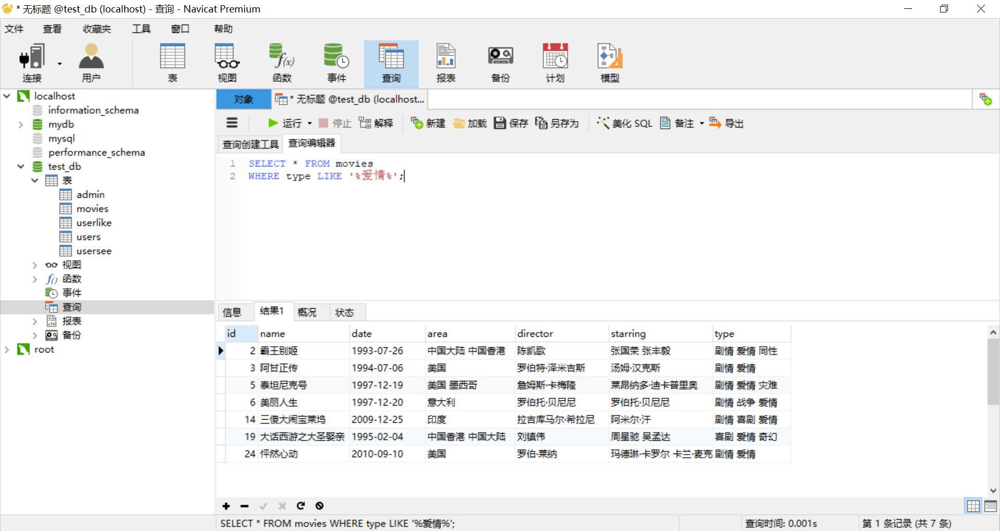 * 无标题 @test_db (localhost) - 查询 - Navicat Premium
文件 查看 收藏夹 工具 窗口 帮助
连接 用户 表 视图 函数 事件 查询 报表 备份 计划 模型
localhost
information_schema
mydb
mysql
performance_schema
test_db
表
admin
movies
userlike
users
usersee
视图
函数
事件
查询
报表
备份
root
对象 * 无标题 @test_db (localhost...
运行 停止 解释 新建 加载 保存 另存为 美化 SQL 备注 导出
查询创建工具 查询编辑器
1 SELECT * FROM movies
2 WHERE type LIKE '%爱情%';
信息 结果1 概况 状态
id name date area director starring type
2 霸王别姬 1993-07-26 中国大陆 中国香港 陈凯歌 张国荣 张丰毅 剧情 爱情 同性
3 阿甘正传 1994-07-06 美国 罗伯特·泽米吉斯 汤姆·汉克斯 剧情 爱情
5 泰坦尼克号 1997-12-19 美国 墨西哥 詹姆斯·卡梅隆 莱昂纳多·迪卡普里奥 剧情 爱情 灾难
6 美丽人生 1997-12-20 意大利 罗伯托·贝尼尼 罗伯托·贝尼尼 剧情 战争 爱情
14 三傻大闹宝莱坞 2009-12-25 印度 拉吉库马尔·希拉尼 阿米尔·汗 剧情 喜剧 爱情
19 大话西游之大圣娶亲 1995-02-04 中国香港 中国大陆 刘镇伟 周星驰 吴孟达 喜剧 爱情 奇幻
24 怦然心动 2010-09-10 美国 罗伯·莱纳 玛德琳·卡罗尔 卡兰·麦克 剧情 爱情
SELECT * FROM movies WHERE type LIKE '%爱情%'; 查询时间: 0.001s 第 1 条记录 (共 7 条)